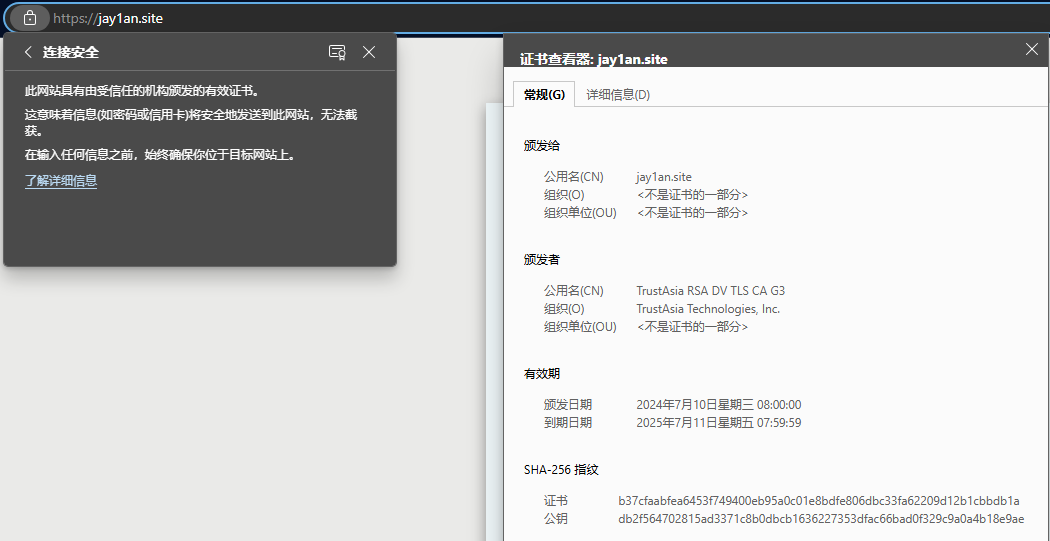 https://jay1an.site
连接安全
此网站具有由受信任的机构颁发的有效证书。
这意味着信息(如密码或信用卡)将安全地发送到此网站，无法截
获。
在输入任何信息之前，始终确保你位于目标网站上。
了解详细信息
证书查看器: jay1an.site
常规(G) 详细信息(D)
颁发给
公用名(CN) jay1an.site
组织(O) <不是证书的一部分>
组织单位(OU) <不是证书的一部分>
颁发者
公用名(CN) TrustAsia RSA DV TLS CA G3
组织(O) TrustAsia Technologies, Inc.
组织单位(OU) <不是证书的一部分>
有效期
颁发日期 2024年7月10日星期三 08:00:00
到期日期 2025年7月11日星期五 07:59:59
SHA-256 指纹
证书 b37cfaabfea6453f749400eb95a0c01e8bdfe806dbc33fa62209d12b1cbbdb1a
公钥 db2f564702815ad3371c8b0dbcb1636227353dfac66bad0f329c9a0a4b18e9ae